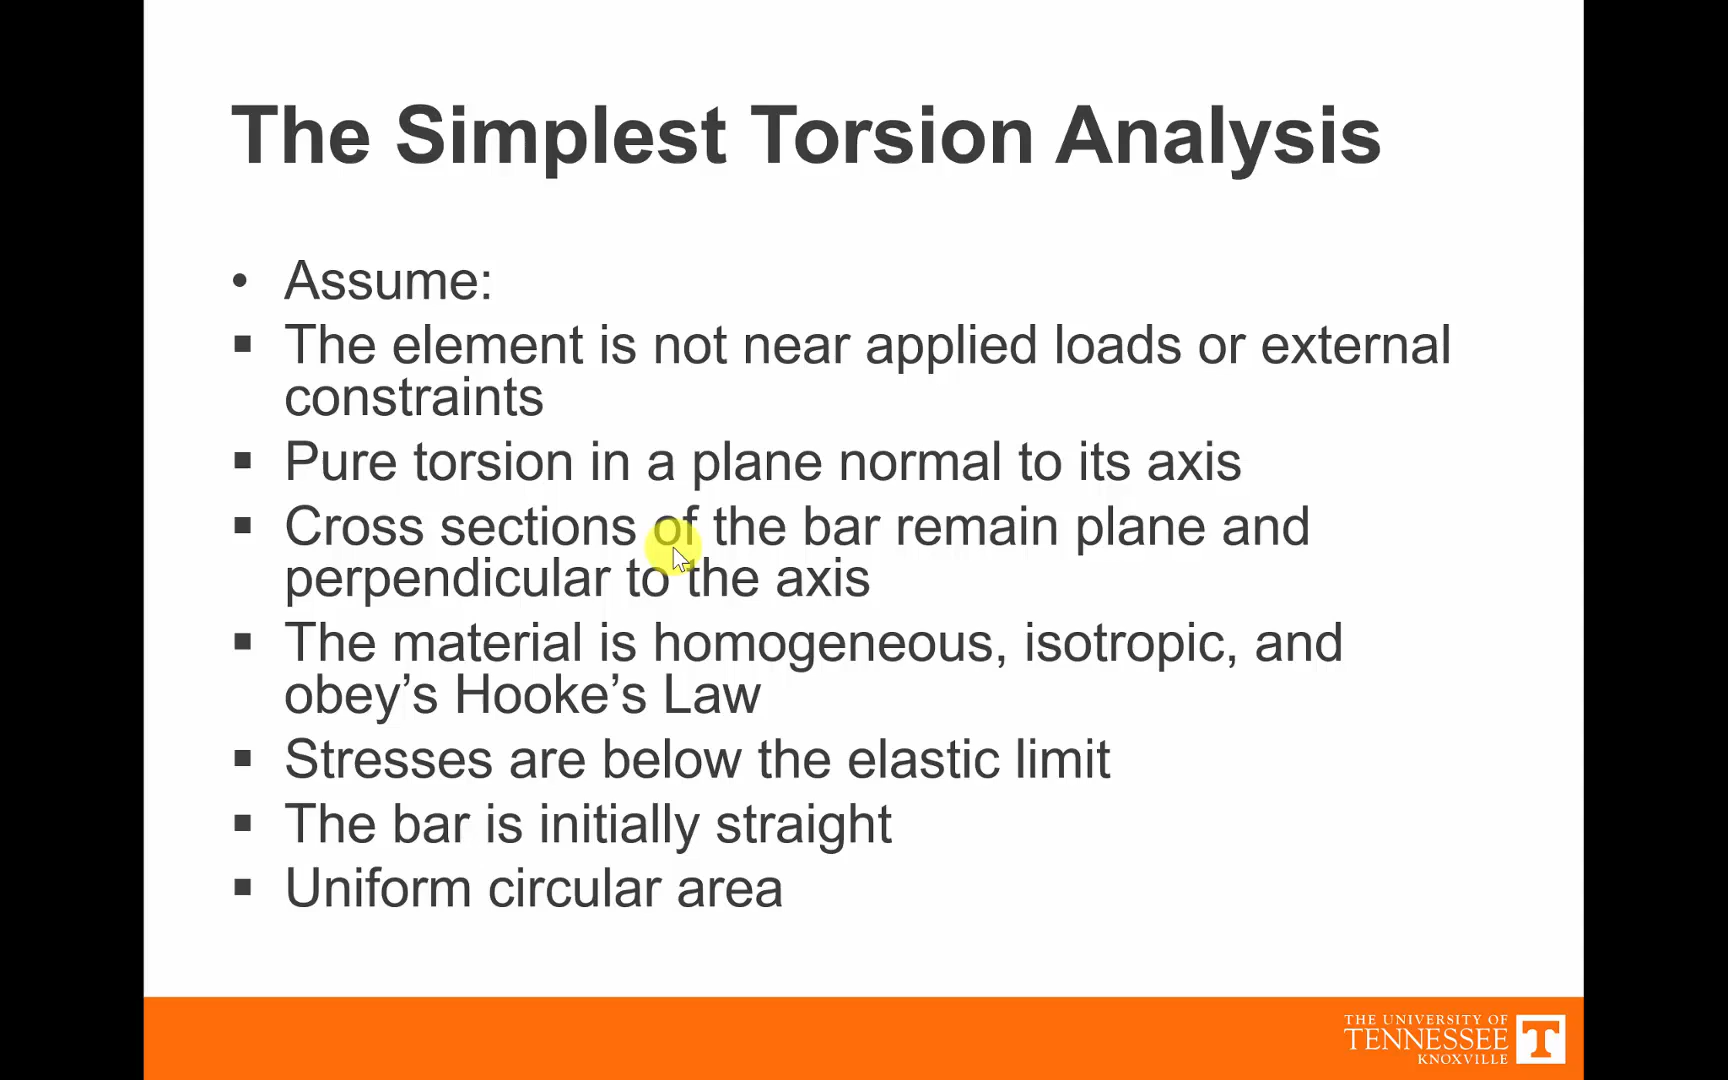 The Simplest Torsion Analysis
• Assume:
▪ The element is not near applied loads or external
constraints
▪ Pure torsion in a plane normal to its axis
▪ Cross sections of the bar remain plane and
perpendicular to the axis
▪ The material is homogeneous, isotropic, and
obey’s Hooke’s Law
▪ Stresses are below the elastic limit
▪ The bar is initially straight
▪ Uniform circular area
THE UNIVERSITY OF
TENNESSEE
KNOXVILLE
T